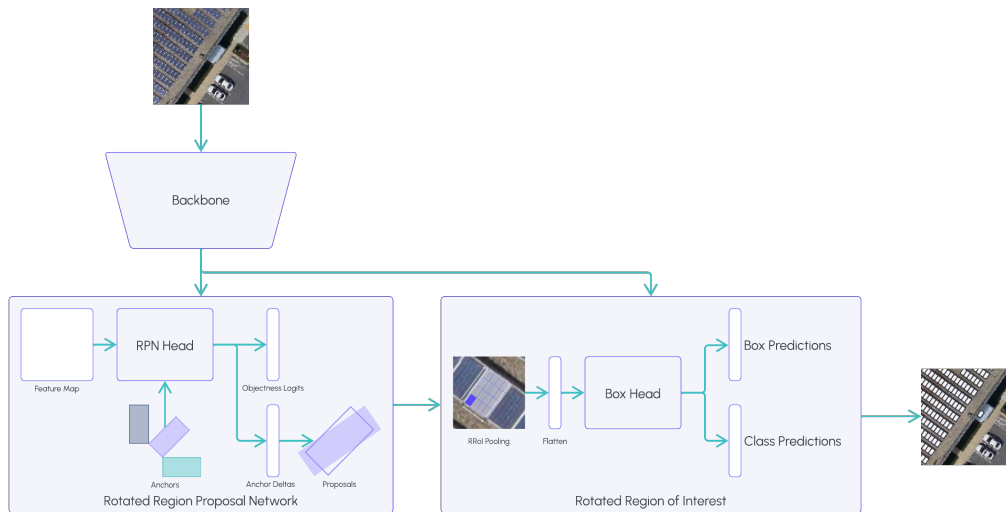 Backbone
Feature Map
RPN Head
Objectness Logits
Anchors
Anchor Deltas
Proposals
Rotated Region Proposal Network
RRoI Pooling
Flatten
Box Head
Box Predictions
Class Predictions
Rotated Region of Interest